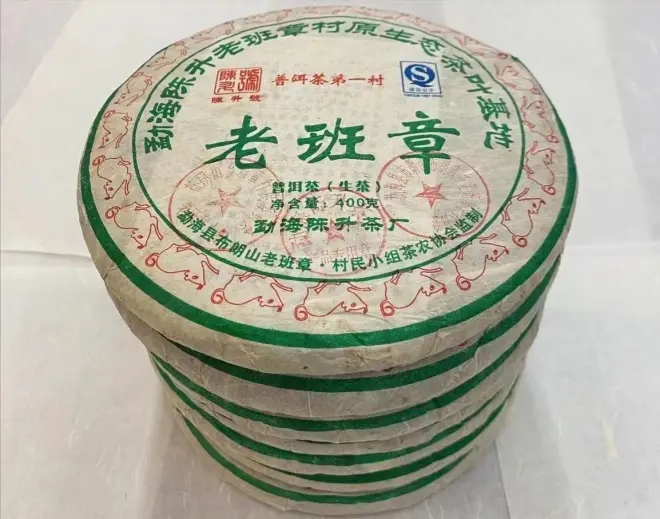 勐海陈升老班章村原生态茶叶基地
陈升號
普洱茶第一村
老班章
普洱茶（生茶）
净含量：400克
勐海陈升茶厂
勐海县布朗山老班章·村民小组茶农协会监制